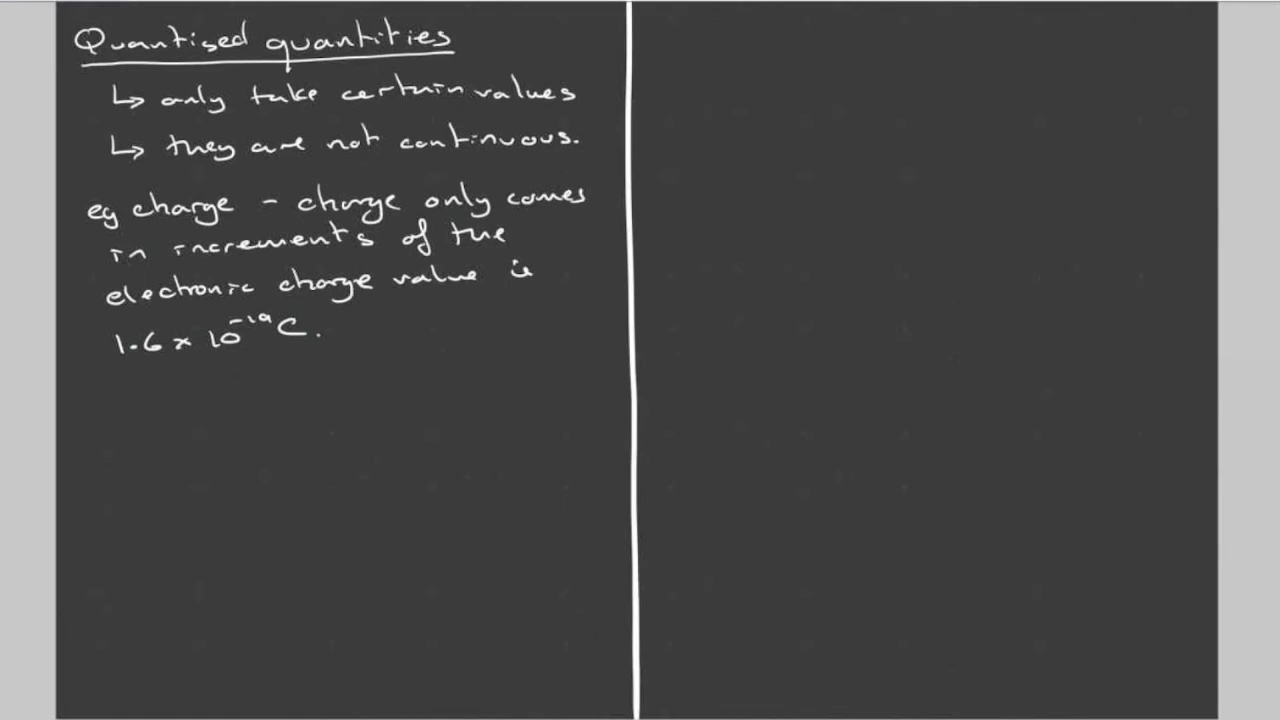 Quantised quantities
↳ only take certain values
↳ they are not continuous.
eg charge - charge only comes
in increments of the
electronic charge value ie
1.6 × 10⁻¹⁹ C.